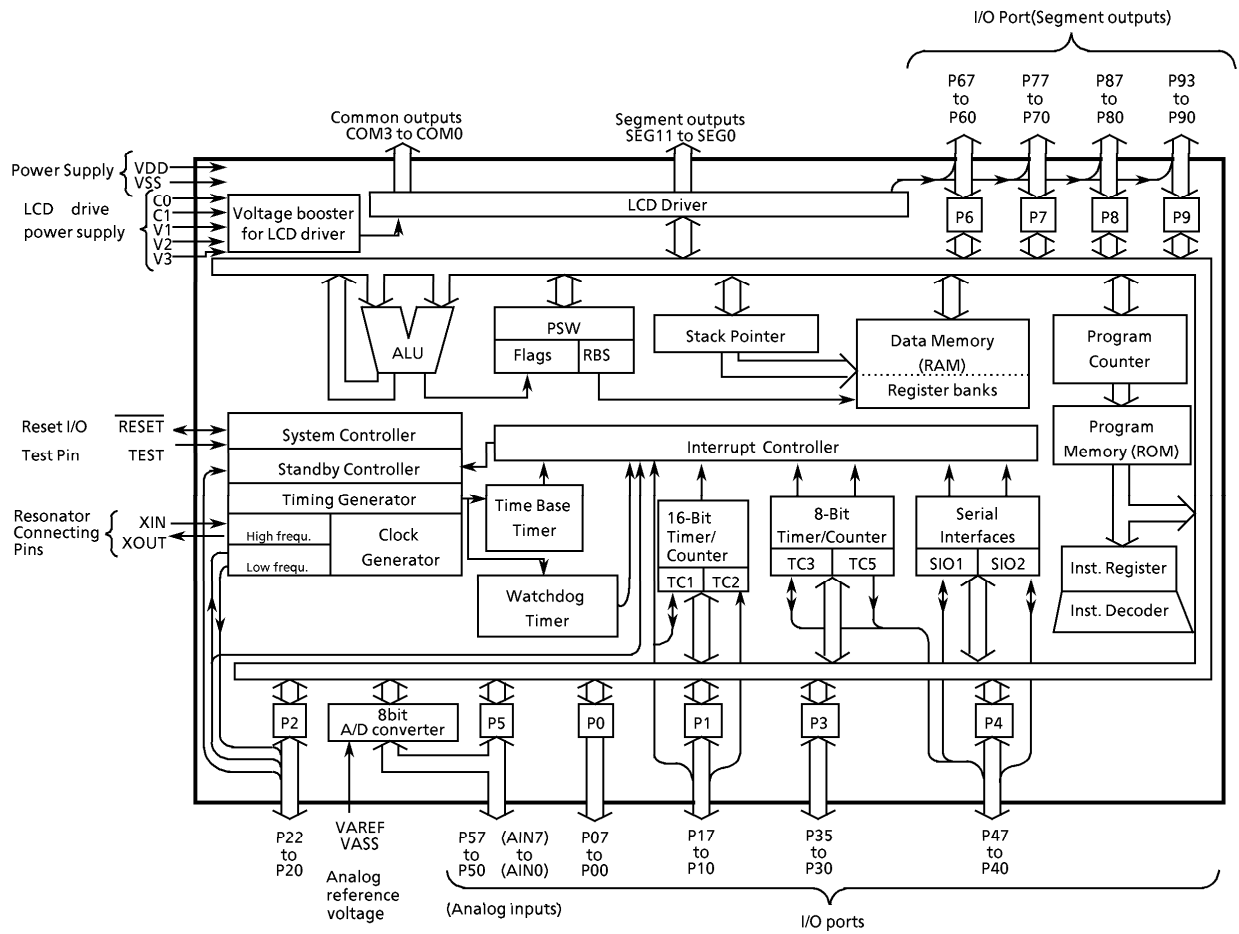 I/O Port(Segment outputs)
P67 to P60
P77 to P70
P87 to P80
P93 to P90
Common outputs
COM3 to COM0
Segment outputs
SEG11 to SEG0
Power Supply
VDD
VSS
LCD drive
power supply
C0
C1
V1
V2
V3
Voltage booster
for LCD driver
LCD Driver
P6
P7
P8
P9
ALU
PSW
Flags
RBS
Stack Pointer
Data Memory
(RAM)
Register banks
Program
Counter
Program
Memory (ROM)
Reset I/O
RESET
Test Pin
TEST
System Controller
Standby Controller
Timing Generator
High frequ.
Low frequ.
Clock
Generator
Resonator
Connecting
Pins
XIN
XOUT
Interrupt Controller
Time Base
Timer
Watchdog
Timer
16-Bit
Timer/
Counter
TC1
TC2
8-Bit
Timer/Counter
TC3
TC5
Serial
Interfaces
SIO1
SIO2
Inst. Register
Inst. Decoder
P2
8bit
A/D converter
P5
P0
P1
P3
P4
P22
to
P20
VAREF
VASS
Analog
reference
voltage
P57
to
P50
(AIN7)
to
(AIN0)
(Analog inputs)
P07
to
P00
P17
to
P10
P35
to
P30
P47
to
P40
I/O ports